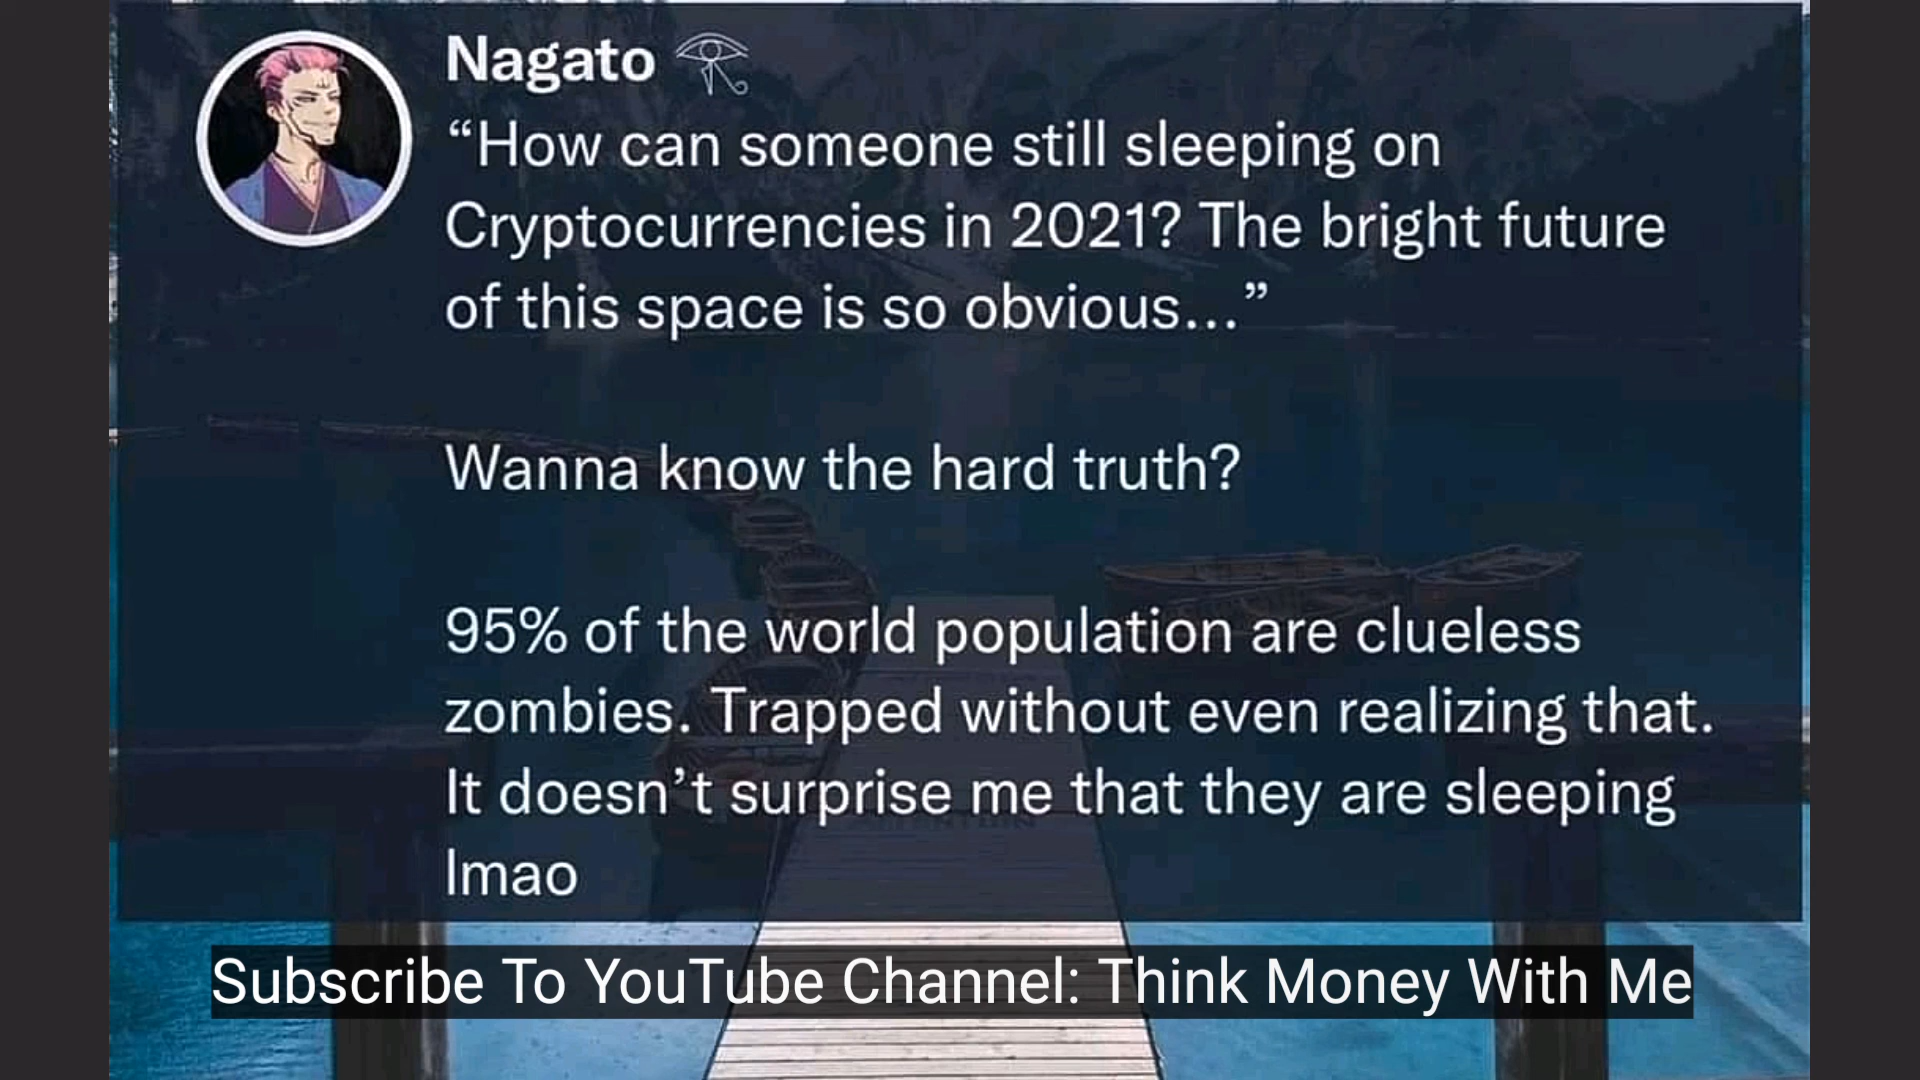 Nagato 𓂀
“How can someone still sleeping on
Cryptocurrencies in 2021? The bright future
of this space is so obvious...”
Wanna know the hard truth?
95% of the world population are clueless
zombies. Trapped without even realizing that.
It doesn’t surprise me that they are sleeping
lmao
Subscribe To YouTube Channel: Think Money With Me